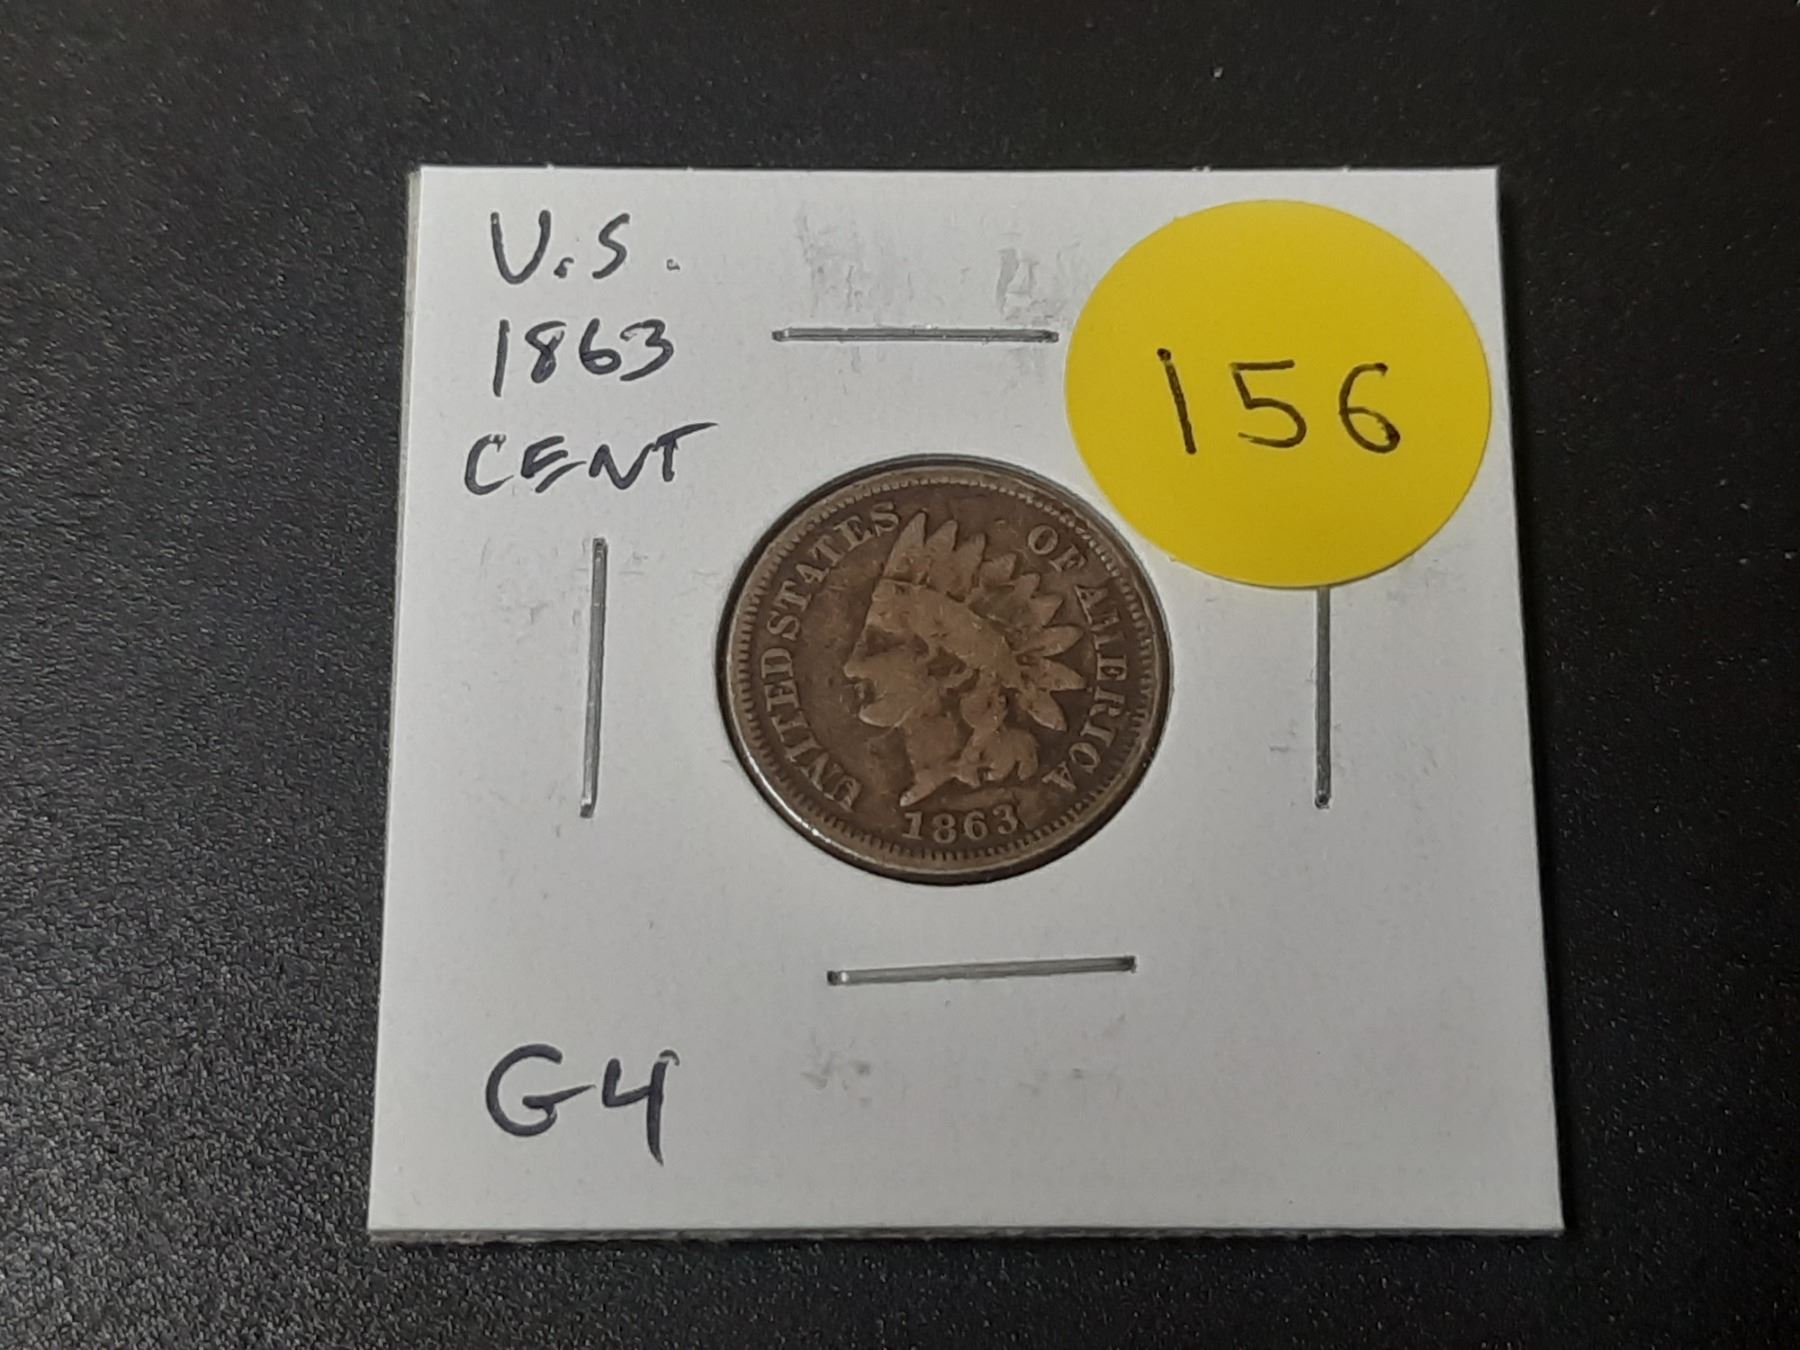 U.S.
1863
CENT
156
UNITED STATES OF AMERICA
1863
G4